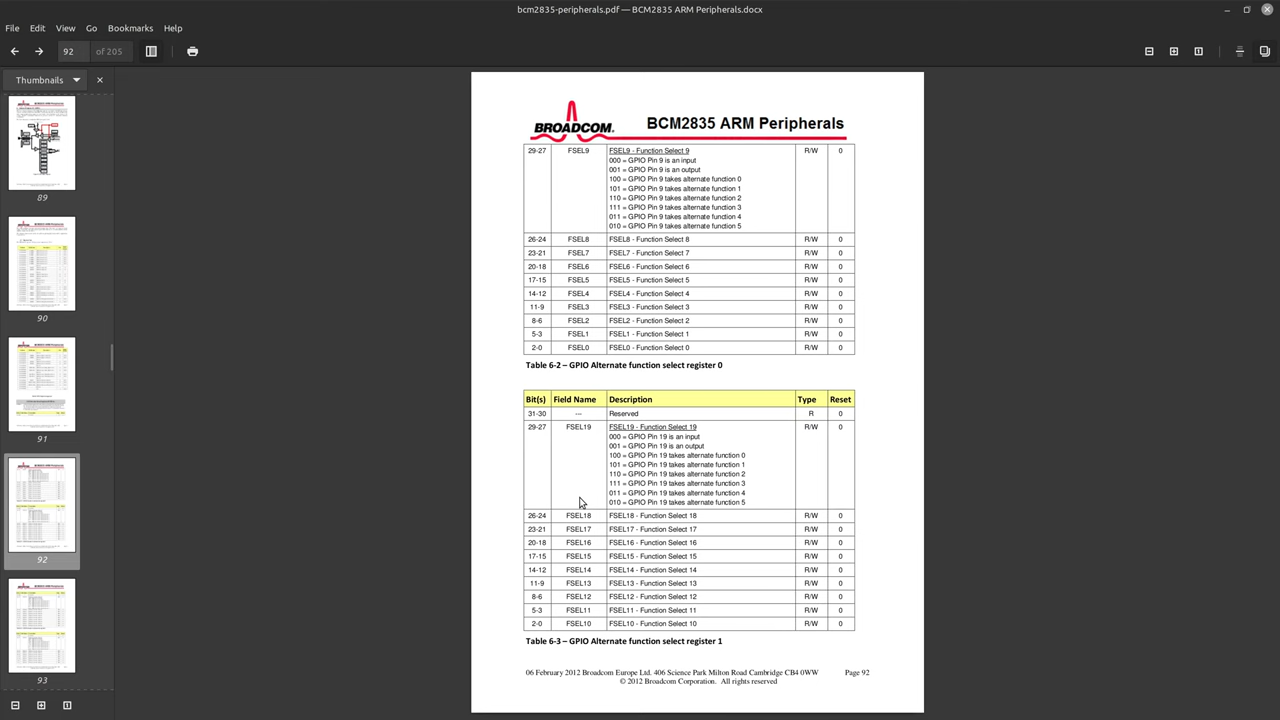 bcm2835-peripherals.pdf — BCM2835 ARM Peripherals.docx
File Edit View Go Bookmarks Help
92 of 205
Thumbnails
89
90
91
92
93
BROADCOM.
BCM2835 ARM Peripherals
29-27 FSEL9 FSEL9 - Function Select 9 R/W 0
000 = GPIO Pin 9 is an input
001 = GPIO Pin 9 is an output
100 = GPIO Pin 9 takes alternate function 0
101 = GPIO Pin 9 takes alternate function 1
110 = GPIO Pin 9 takes alternate function 2
111 = GPIO Pin 9 takes alternate function 3
011 = GPIO Pin 9 takes alternate function 4
010 = GPIO Pin 9 takes alternate function 5
26-24 FSEL8 FSEL8 - Function Select 8 R/W 0
23-21 FSEL7 FSEL7 - Function Select 7 R/W 0
20-18 FSEL6 FSEL6 - Function Select 6 R/W 0
17-15 FSEL5 FSEL5 - Function Select 5 R/W 0
14-12 FSEL4 FSEL4 - Function Select 4 R/W 0
11-9 FSEL3 FSEL3 - Function Select 3 R/W 0
8-6 FSEL2 FSEL2 - Function Select 2 R/W 0
5-3 FSEL1 FSEL1 - Function Select 1 R/W 0
2-0 FSEL0 FSEL0 - Function Select 0 R/W 0
Table 6-2 – GPIO Alternate function select register 0
Bit(s) Field Name Description Type Reset
31-30 --- Reserved R 0
29-27 FSEL19 FSEL19 - Function Select 19 R/W 0
000 = GPIO Pin 19 is an input
001 = GPIO Pin 19 is an output
100 = GPIO Pin 19 takes alternate function 0
101 = GPIO Pin 19 takes alternate function 1
110 = GPIO Pin 19 takes alternate function 2
111 = GPIO Pin 19 takes alternate function 3
011 = GPIO Pin 19 takes alternate function 4
010 = GPIO Pin 19 takes alternate function 5
26-24 FSEL18 FSEL18 - Function Select 18 R/W 0
23-21 FSEL17 FSEL17 - Function Select 17 R/W 0
20-18 FSEL16 FSEL16 - Function Select 16 R/W 0
17-15 FSEL15 FSEL15 - Function Select 15 R/W 0
14-12 FSEL14 FSEL14 - Function Select 14 R/W 0
11-9 FSEL13 FSEL13 - Function Select 13 R/W 0
8-6 FSEL12 FSEL12 - Function Select 12 R/W 0
5-3 FSEL11 FSEL11 - Function Select 11 R/W 0
2-0 FSEL10 FSEL10 - Function Select 10 R/W 0
Table 6-3 – GPIO Alternate function select register 1
06 February 2012 Broadcom Europe Ltd. 406 Science Park Milton Road Cambridge CB4 0WW Page 92
© 2012 Broadcom Corporation. All rights reserved